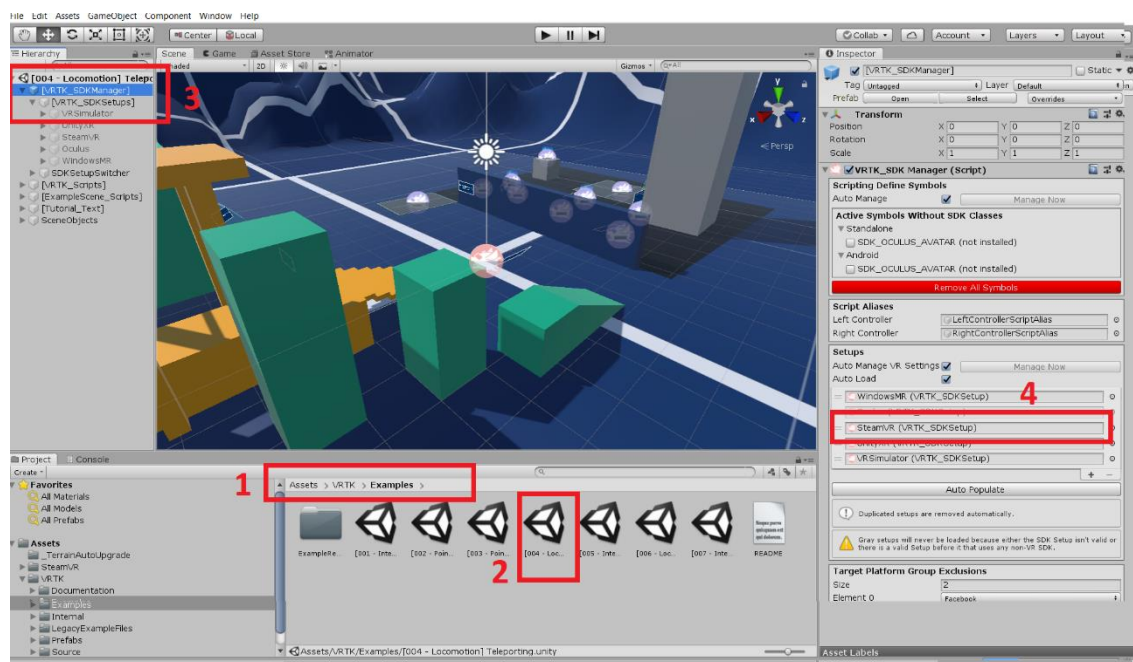 File Edit Assets GameObject Component Window Help
Center Local
Collab Account Layers Layout
Hierarchy
Scene Game Asset Store Animator
Shaded 2D Gizmos All
[004 - Locomotion] Telepo
[VRTK_SDKManager]
[VRTK_SDKSetups]
VRSimulator
UnityXR
SteamVR
Oculus
WindowsMR
SDKSetupSwitcher
[VRTK_Scripts]
[ExampleScene_Scripts]
[Tutorial_Text]
SceneObjects
3
y
x z
Persp
Inspector
[VRTK_SDKManager] Static
Tag Untagged Layer Default
Prefab Open Select Overrides
Transform
Position X 0 Y 0 Z 0
Rotation X 0 Y 0 Z 0
Scale X 1 Y 1 Z 1
VRTK_SDK Manager (Script)
Scripting Define Symbols
Auto Manage Manage Now
Active Symbols Without SDK Classes
Standalone
SDK_OCULUS_AVATAR (not installed)
Android
SDK_OCULUS_AVATAR (not installed)
Remove All Symbols
Script Aliases
Left Controller LeftControllerScriptAlias
Right Controller RightControllerScriptAlias
Setups
Auto Manage VR Settings Manage Now
Auto Load
4
WindowsMR (VRTK_SDKSetup)
SteamVR (VRTK_SDKSetup)
UnityXR (VRTK_SDKSetup)
VRSimulator (VRTK_SDKSetup)
+ -
Auto Populate
Duplicated setups are removed automatically.
Gray setups will never be loaded because either the SDK Setup isn't valid or
there is a valid Setup before it that uses any non-VR SDK.
Target Platform Group Exclusions
Size 2
Element 0 Facebook
Asset Labels
Project Console
Create
Favorites
All Materials
All Models
All Prefabs
Assets
_TerrainAutoUpgrade
SteamVR
VRTK
Documentation
Examples
Internal
LegacyExampleFiles
Prefabs
Source
1
Assets > VRTK > Examples >
ExampleRe... [001 - Inte... [002 - Poin... [003 - Poin... [004 - Loc... [005 - Inte... [006 - Loc... [007 - Inte... README
2
Assets/VRTK/Examples/[004 - Locomotion] Teleporting.unity